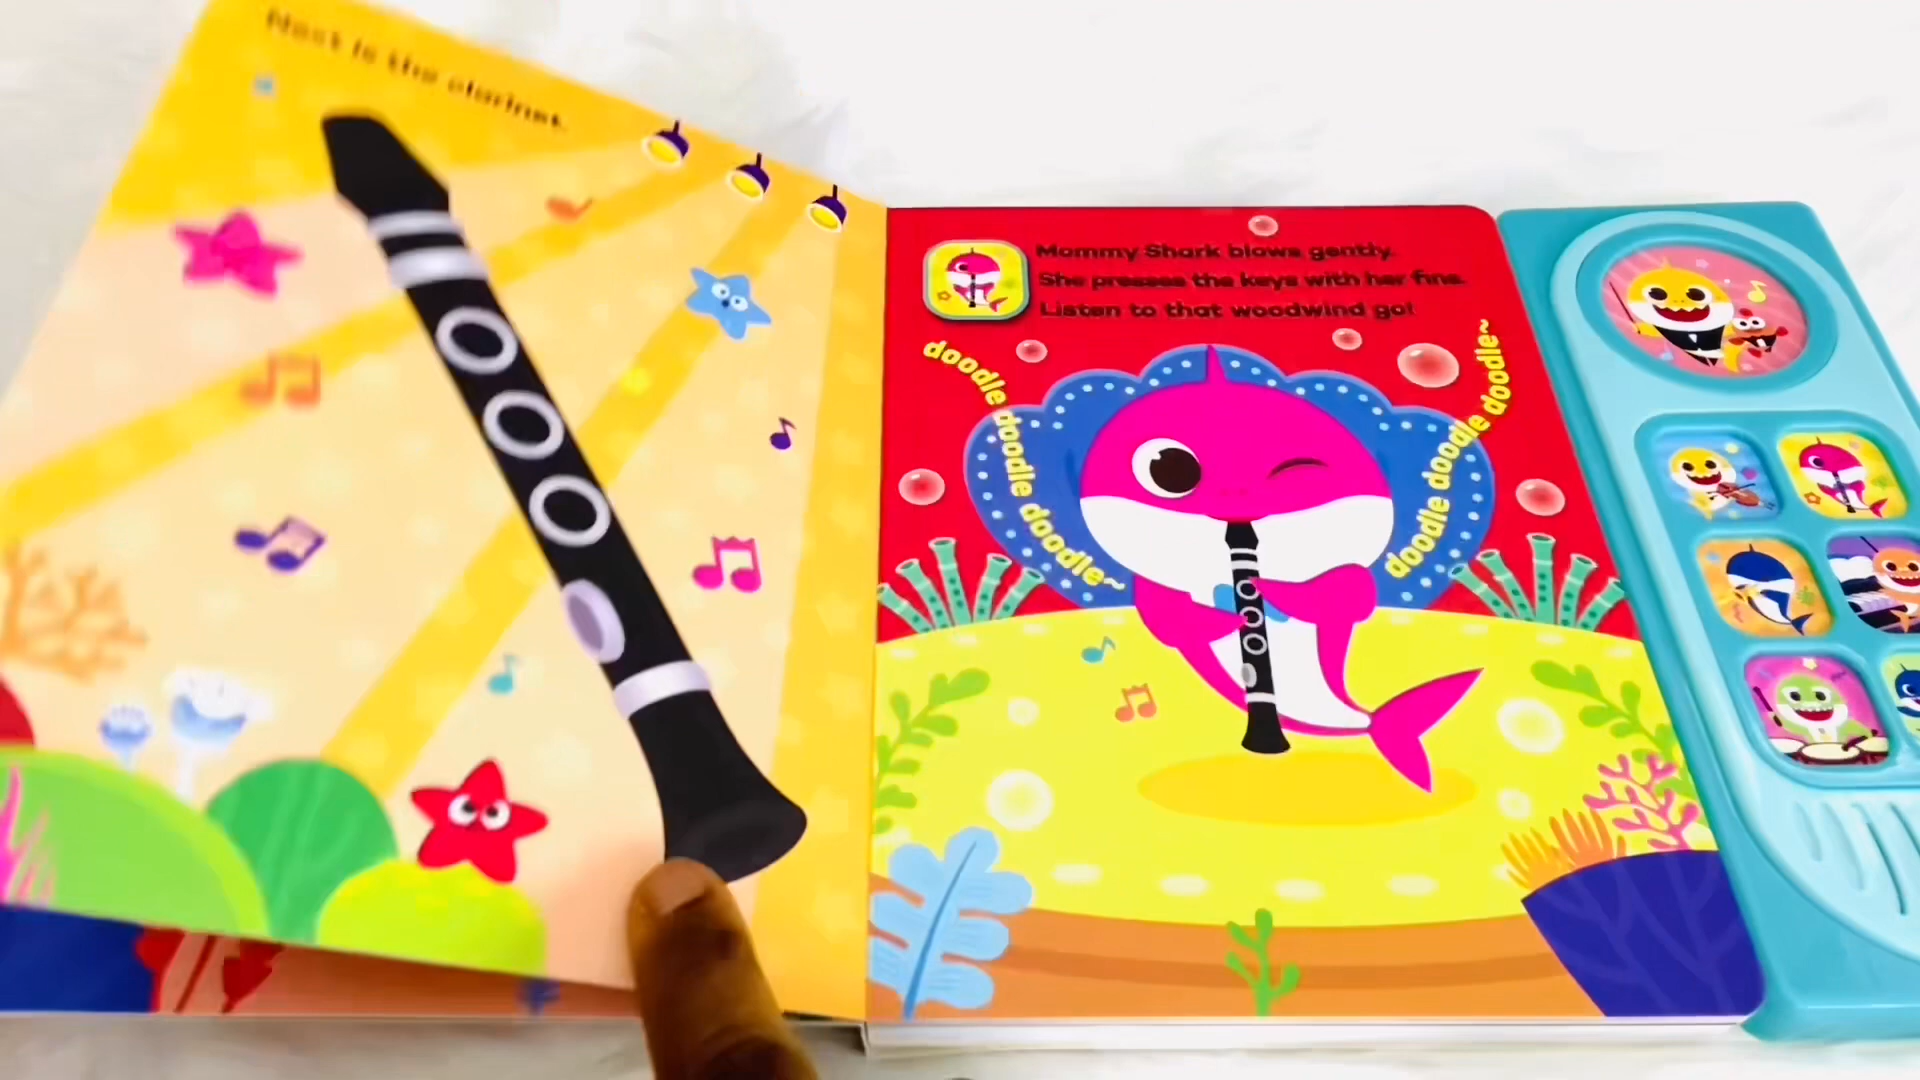 Next is the clarinet.
Mommy Shark blows gently.
She presses the keys with her fins.
Listen to that woodwind go!
doodle doodle doodle~
doodle doodle doodle~